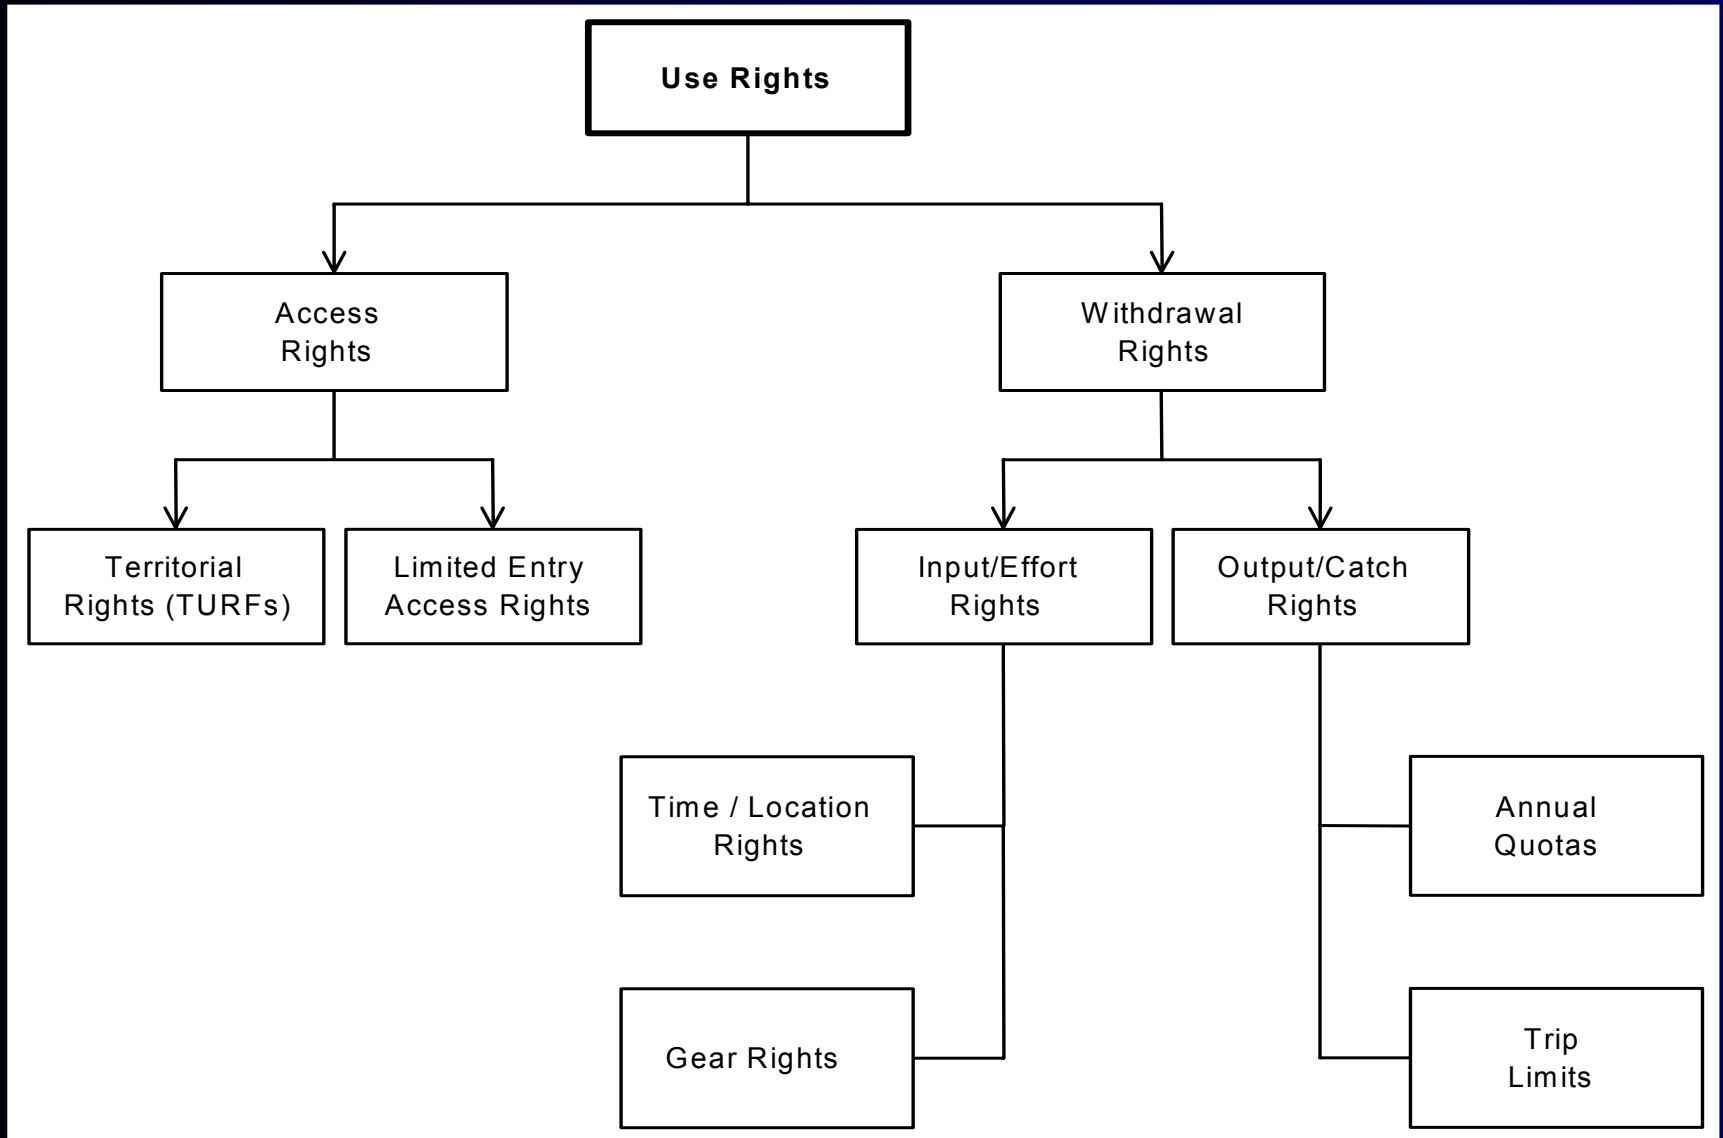 Use Rights
Access
Rights
Withdrawal
Rights
Territorial
Rights (TURFs)
Limited Entry
Access Rights
Input/Effort
Rights
Output/Catch
Rights
Time / Location
Rights
Annual
Quotas
Gear Rights
Trip
Limits